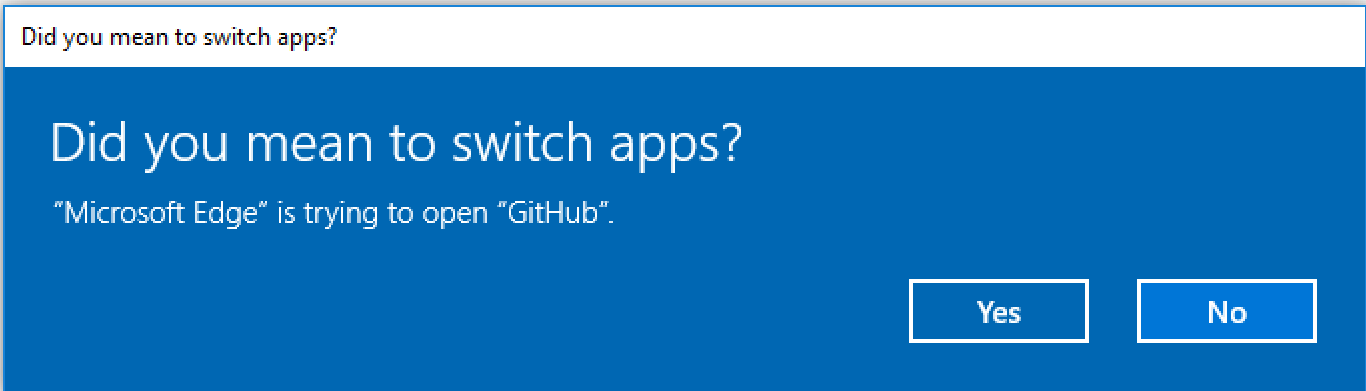 Did you mean to switch apps?
Did you mean to switch apps?
"Microsoft Edge" is trying to open "GitHub".
Yes
No